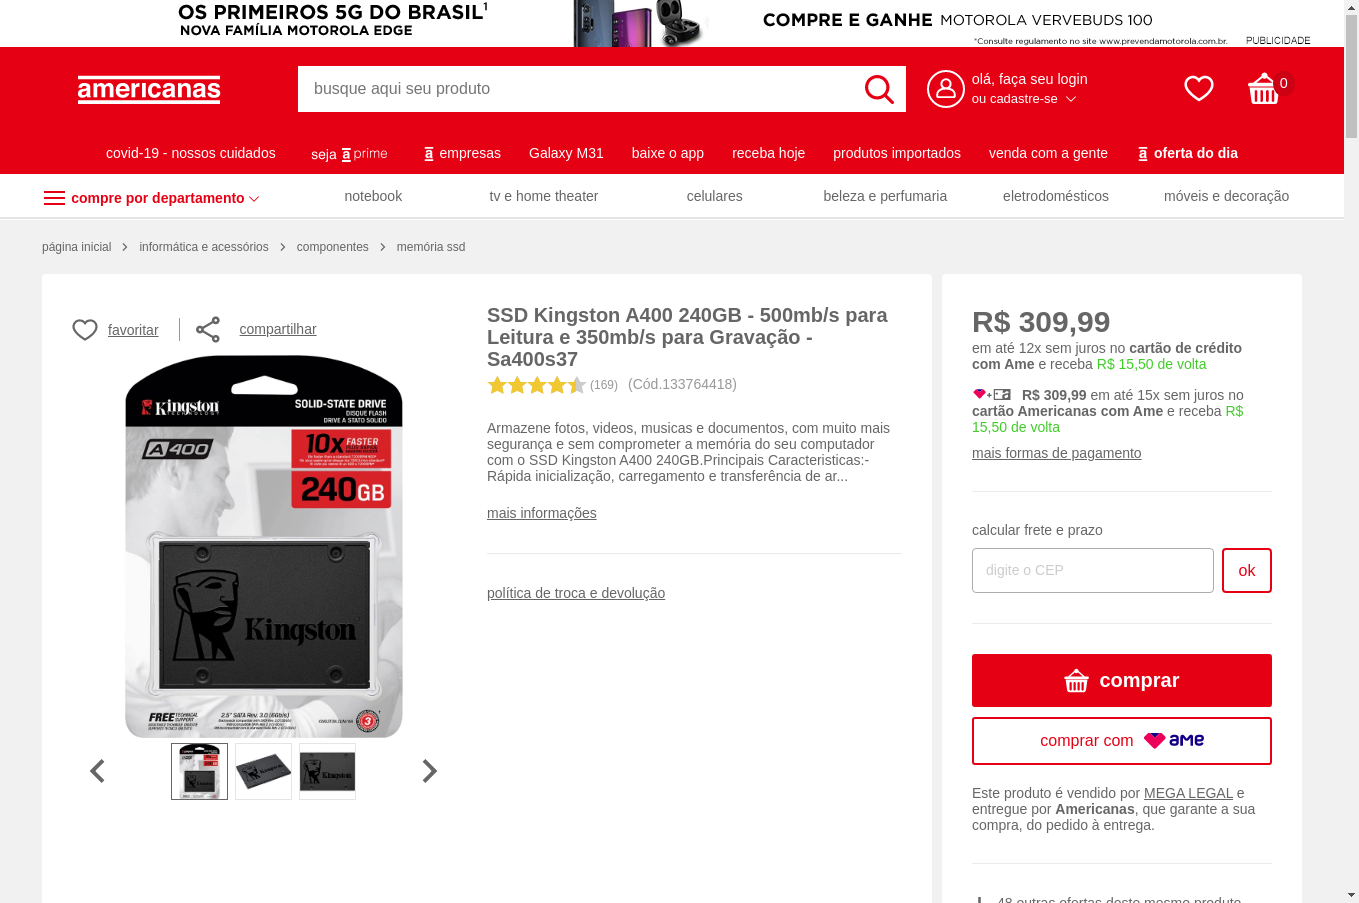 OS PRIMEIROS 5G DO BRASIL¹
NOVA FAMÍLIA MOTOROLA EDGE
COMPRE E GANHE MOTOROLA VERVEBUDS 100
*Consulte regulamento no site www.prevendamotorola.com.br.
PUBLICIDADE
americanas
busque aqui seu produto
olá, faça seu login
ou cadastre-se
0
covid-19 - nossos cuidados
seja a prime
a empresas
Galaxy M31
baixe o app
receba hoje
produtos importados
venda com a gente
a oferta do dia
compre por departamento
notebook
tv e home theater
celulares
beleza e perfumaria
eletrodomésticos
móveis e decoração
página inicial
informática e acessórios
componentes
memória ssd
favoritar
compartilhar
Kingston
TECHNOLOGY
SOLID-STATE DRIVE
DISQUE FLASH
DRIVE A STATO SOLIDO
A400
10x FASTER
240GB
Kingston
FREE TECHNICAL SUPPORT
2.5" SATA Rev. 3.0 (6Gb/s)
3
SSD Kingston A400 240GB - 500mb/s para
Leitura e 350mb/s para Gravação -
Sa400s37
(169) (Cód.133764418)
Armazene fotos, videos, musicas e documentos, com muito mais
segurança e sem comprometer a memória do seu computador
com o SSD Kingston A400 240GB.Principais Caracteristicas:-
Rápida inicialização, carregamento e transferência de ar...
mais informações
política de troca e devolução
R$ 309,99
em até 12x sem juros no cartão de crédito
com Ame e receba R$ 15,50 de volta
R$ 309,99 em até 15x sem juros no
cartão Americanas com Ame e receba R$
15,50 de volta
mais formas de pagamento
calcular frete e prazo
digite o CEP
ok
comprar
comprar com ame
Este produto é vendido por MEGA LEGAL e
entregue por Americanas, que garante a sua
compra, do pedido à entrega.
48 outras ofertas deste mesmo produto